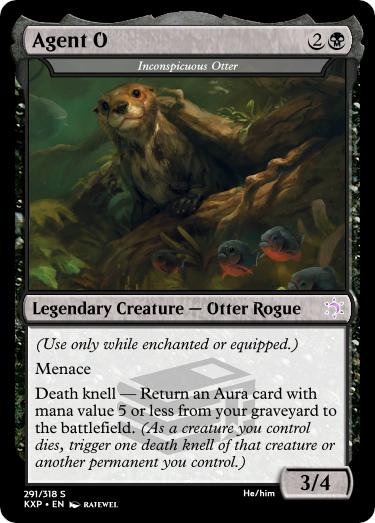 Agent O 2
Inconspicuous Otter
Legendary Creature — Otter Rogue
(Use only while enchanted or equipped.)
Menace
Death knell — Return an Aura card with
mana value 5 or less from your graveyard to
the battlefield. (As a creature you control
dies, trigger one death knell of that creature or
another permanent you control.)
3/4
291/318 S He/him
KXP • EN RATEWEL